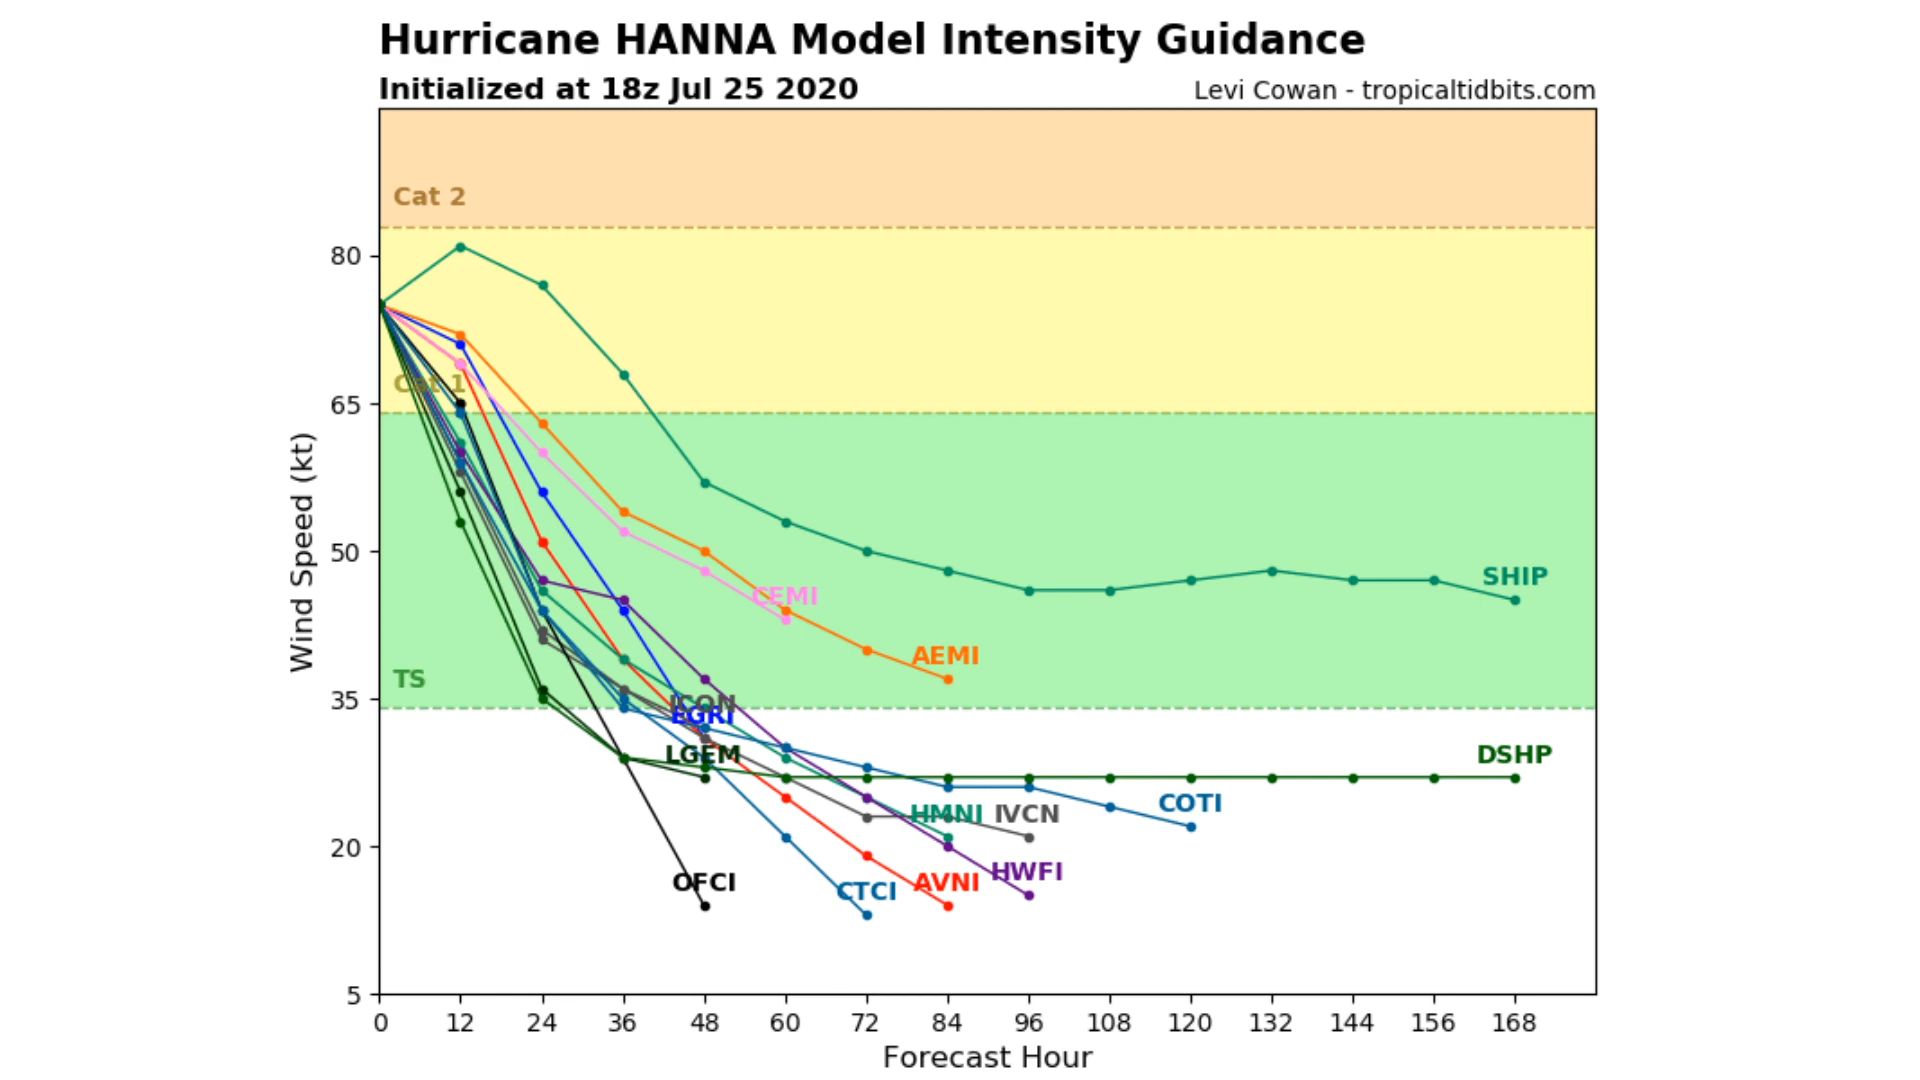 Hurricane HANNA Model Intensity Guidance
Initialized at 18z Jul 25 2020
Levi Cowan - tropicaltidbits.com
Cat 2
80
Cat 1
65
Wind Speed (kt)
50
SHIP
CEMI
AEMI
TS
35
ICON
EGRI
LGEM
DSHP
COTI
HMNI
IVCN
20
HWFI
OFCI
CTCI
AVNI
5
0 12 24 36 48 60 72 84 96 108 120 132 144 156 168
Forecast Hour